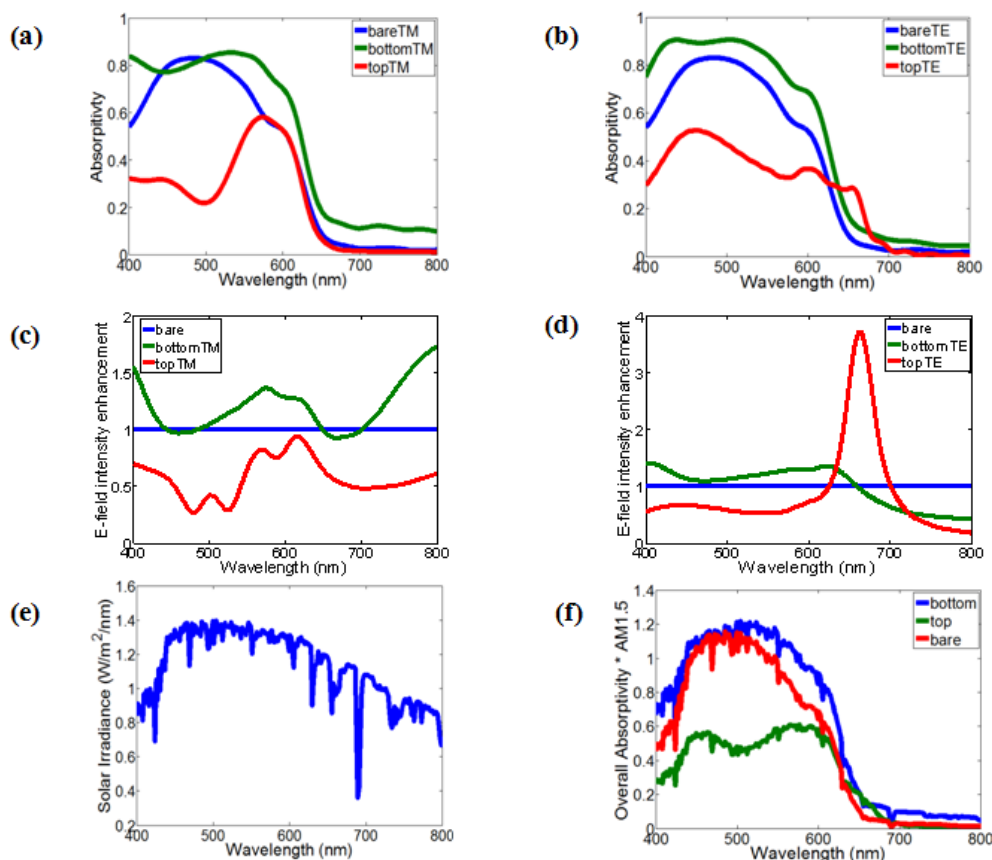 (a)
Absorpitivty
1
0.8
0.6
0.4
0.2
0
400 500 600 700 800
Wavelength (nm)
bareTM
bottomTM
topTM
(b)
Absorpitivity
1
0.8
0.6
0.4
0.2
0
400 500 600 700 800
Wavelength (nm)
bareTE
bottomTE
topTE
(c)
E-field intensity enhancement
2
1.5
1
0.5
0
400 500 600 700 800
Wavelength (nm)
bare
bottomTM
topTM
(d)
E-field intensity enhancement
4
3
2
1
0
400 500 600 700 800
Wavelength (nm)
bare
bottomTE
topTE
(e)
Solar Irradiance (W/m²/nm)
1.6
1.4
1.2
1
0.8
0.6
0.4
0.2
400 500 600 700 800
Wavelength (nm)
(f)
Overall Absorptivity * AM1.5
1.4
1.2
1
0.8
0.6
0.4
0.2
0
400 500 600 700 800
Wavelength (nm)
bottom
top
bare